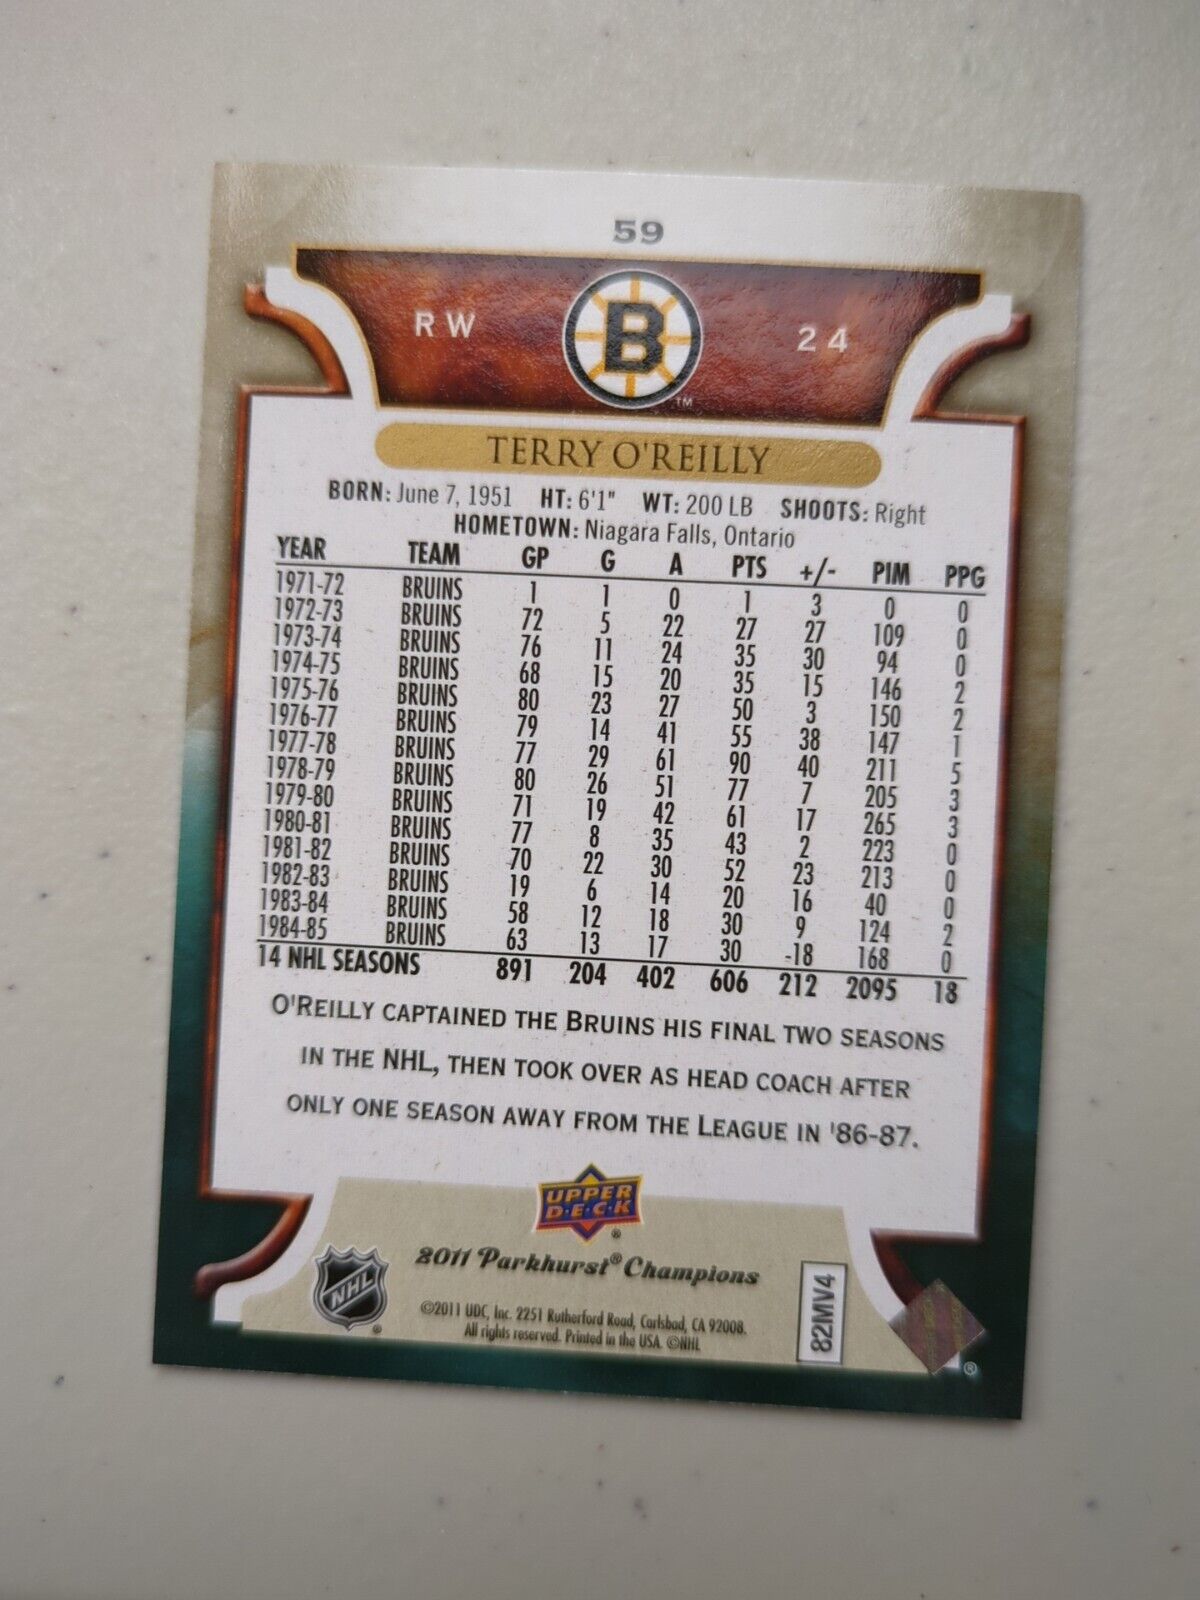 59
RW B 24
TM
TERRY O'REILLY
BORN: June 7, 1951 HT: 6'1" WT: 200 LB SHOOTS: Right
HOMETOWN: Niagara Falls, Ontario
YEAR TEAM GP G A PTS +/- PIM PPG
1971-72 BRUINS 1 1 0 1 3 0 0
1972-73 BRUINS 72 5 22 27 27 109 0
1973-74 BRUINS 76 11 24 35 30 94 0
1974-75 BRUINS 68 15 20 35 15 146 2
1975-76 BRUINS 80 23 27 50 3 150 2
1976-77 BRUINS 79 14 41 55 38 147 1
1977-78 BRUINS 77 29 61 90 40 211 5
1978-79 BRUINS 80 26 51 77 7 205 3
1979-80 BRUINS 71 19 42 61 17 265 3
1980-81 BRUINS 77 8 35 43 2 223 0
1981-82 BRUINS 70 22 30 52 23 213 0
1982-83 BRUINS 19 6 14 20 16 40 0
1983-84 BRUINS 58 12 18 30 9 124 2
1984-85 BRUINS 63 13 17 30 -18 168 0
14 NHL SEASONS 891 204 402 606 212 2095 18
O'REILLY CAPTAINED THE BRUINS HIS FINAL TWO SEASONS
IN THE NHL, THEN TOOK OVER AS HEAD COACH AFTER
ONLY ONE SEASON AWAY FROM THE LEAGUE IN '86-87.
UPPER
D·E·C·K
®
2011 Parkhurst® Champions
NHL ®
©2011 UDC, Inc. 2251 Rutherford Road, Carlsbad, CA 92008.
All rights reserved. Printed in the USA. ©NHL
82MV4
®